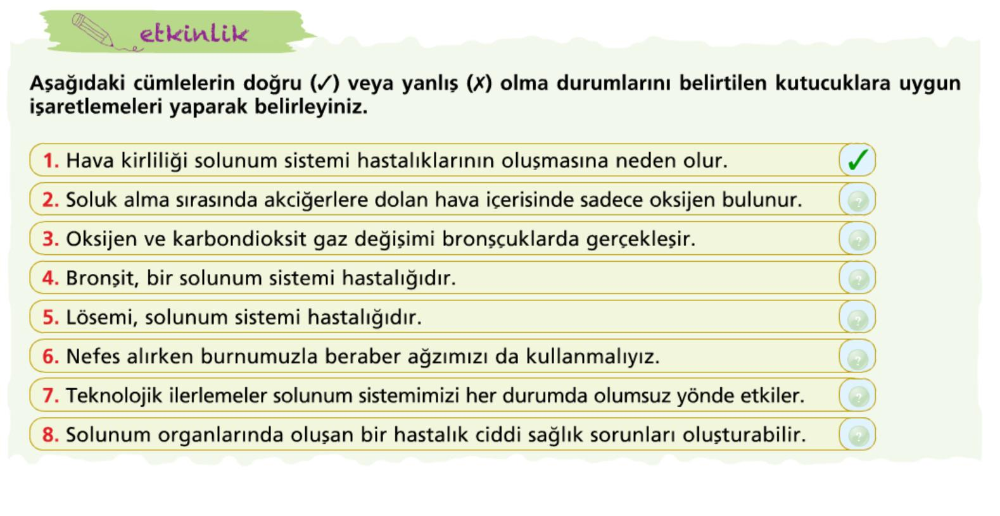 etkinlik
Aşağıdaki cümlelerin doğru (✓) veya yanlış (✗) olma durumlarını belirtilen kutucuklara uygun
işaretlemeleri yaparak belirleyiniz.
1. Hava kirliliği solunum sistemi hastalıklarının oluşmasına neden olur. ✓
2. Soluk alma sırasında akciğerlere dolan hava içerisinde sadece oksijen bulunur. ?
3. Oksijen ve karbondioksit gaz değişimi bronşçuklarda gerçekleşir. ?
4. Bronşit, bir solunum sistemi hastalığıdır. ?
5. Lösemi, solunum sistemi hastalığıdır. ?
6. Nefes alırken burnumuzla beraber ağzımızı da kullanmalıyız. ?
7. Teknolojik ilerlemeler solunum sistemimizi her durumda olumsuz yönde etkiler. ?
8. Solunum organlarında oluşan bir hastalık ciddi sağlık sorunları oluşturabilir. ?